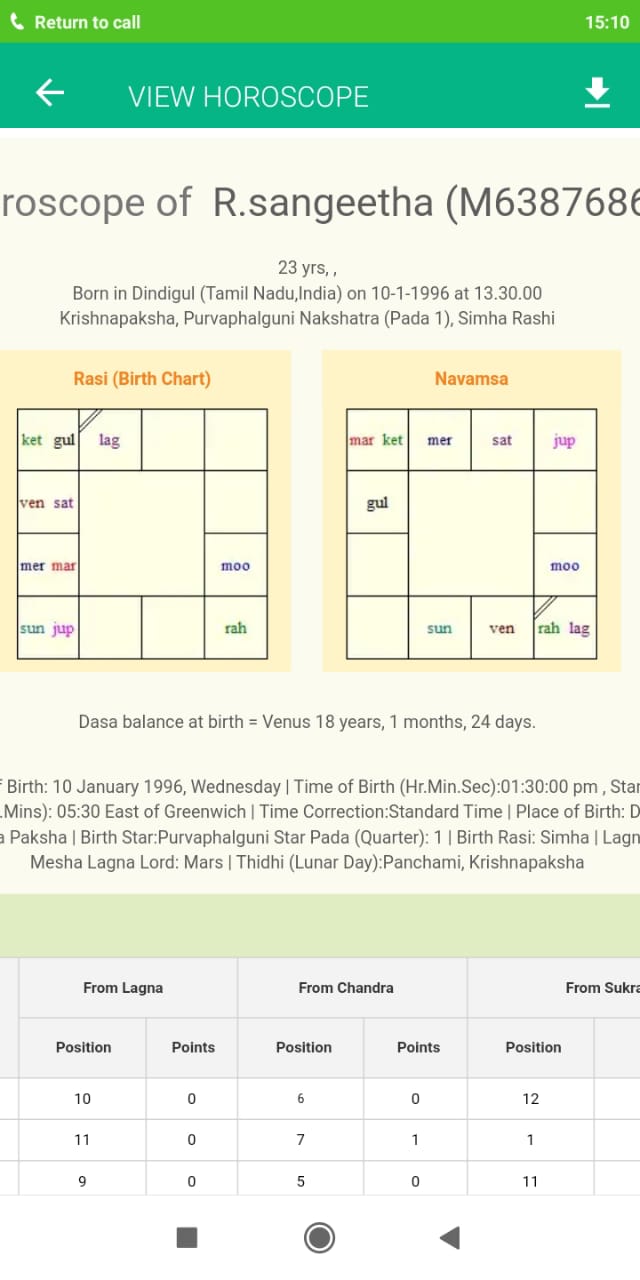 Return to call 15:10
VIEW HOROSCOPE
roscope of R.sangeetha (M6387686
23 yrs, ,
Born in Dindigul (Tamil Nadu,India) on 10-1-1996 at 13.30.00
Krishnapaksha, Purvaphalguni Nakshatra (Pada 1), Simha Rashi
Rasi (Birth Chart)
ket gul lag
ven sat
mer mar moo
sun jup rah
Navamsa
mar ket mer sat jup
gul
moo
sun ven rah lag
Dasa balance at birth = Venus 18 years, 1 months, 24 days.
Birth: 10 January 1996, Wednesday | Time of Birth (Hr.Min.Sec):01:30:00 pm , Star
.Mins): 05:30 East of Greenwich | Time Correction:Standard Time | Place of Birth: D
a Paksha | Birth Star:Purvaphalguni Star Pada (Quarter): 1 | Birth Rasi: Simha | Lagn
Mesha Lagna Lord: Mars | Thidhi (Lunar Day):Panchami, Krishnapaksha
From Lagna From Chandra From Sukra
Position Points Position Points Position
10 0 6 0 12
11 0 7 1 1
9 0 5 0 11